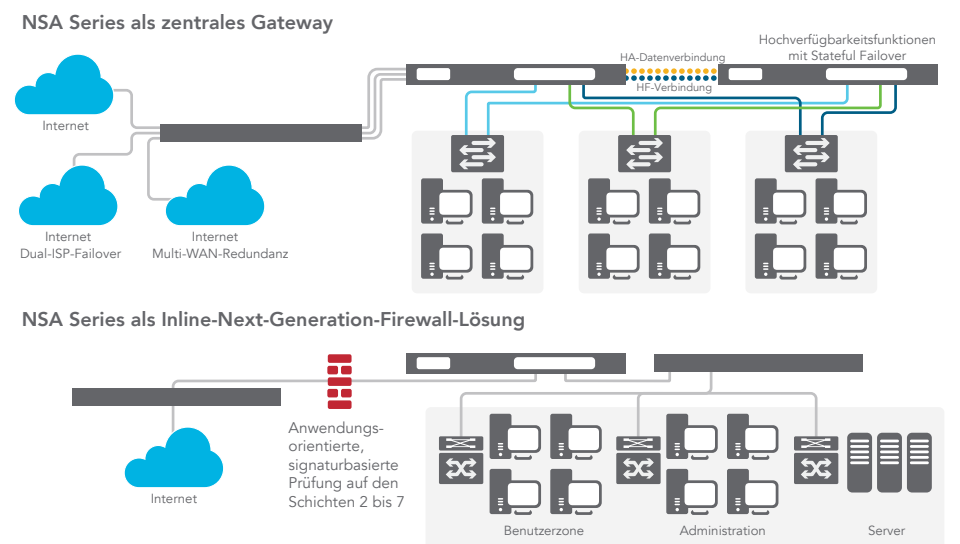 NSA Series als zentrales Gateway
Hochverfügbarkeitsfunktionen
mit Stateful Failover
HA-Datenverbindung
HF-Verbindung
Internet
Internet
Dual-ISP-Failover
Internet
Multi-WAN-Redundanz
NSA Series als Inline-Next-Generation-Firewall-Lösung
Anwendungs-
orientierte,
signaturbasierte
Prüfung auf den
Schichten 2 bis 7
Internet
Benutzerzone
Administration
Server